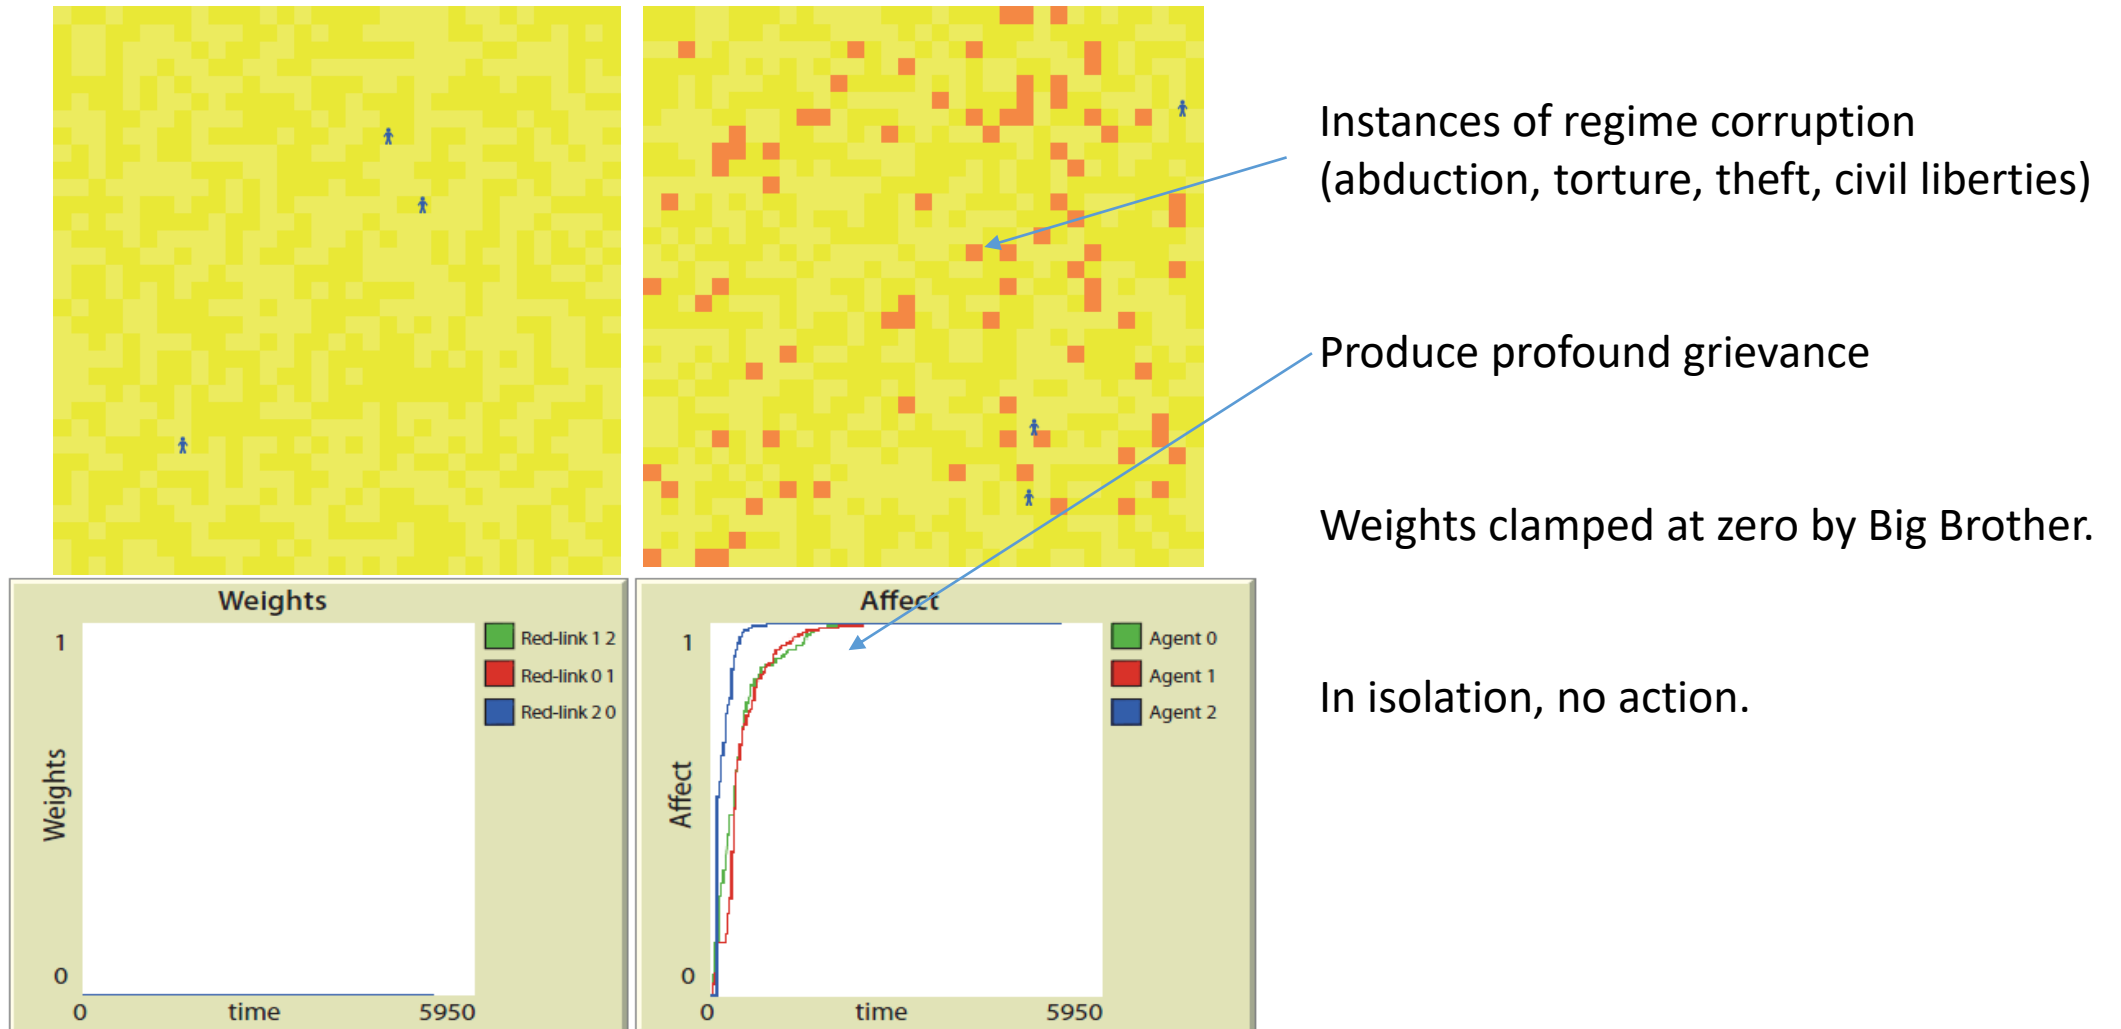 Instances of regime corruption
(abduction, torture, theft, civil liberties)
Produce profound grievance
Weights clamped at zero by Big Brother.
In isolation, no action.
Weights
1
Weights
0
0
time
5950
Red-link 1 2
Red-link 0 1
Red-link 2 0
Affect
1
Affect
0
0
time
5950
Agent 0
Agent 1
Agent 2